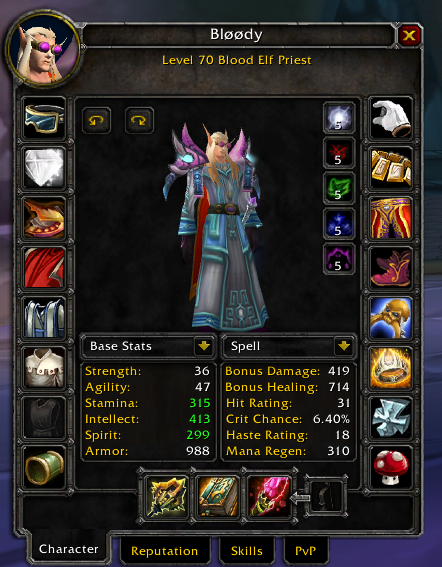 Bløødy
Level 70 Blood Elf Priest
5
5
5
5
5
Base Stats
Spell
Strength: 36
Agility: 47
Stamina: 315
Intellect: 413
Spirit: 299
Armor: 988
Bonus Damage: 419
Bonus Healing: 714
Hit Rating: 31
Crit Chance: 6.40%
Haste Rating: 18
Mana Regen: 310
Character
Reputation
Skills
PvP